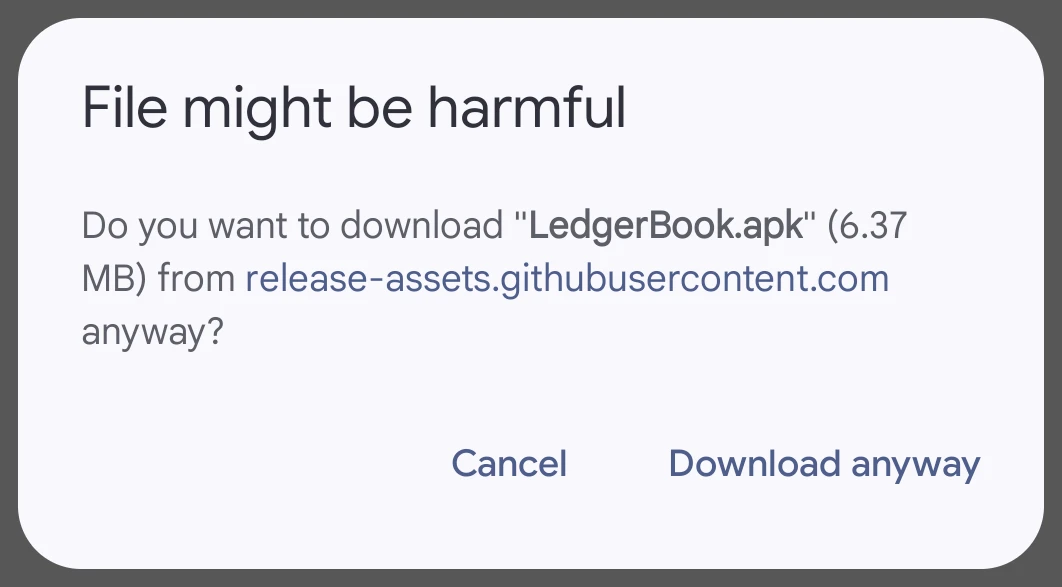 File might be harmful
Do you want to download "LedgerBook.apk" (6.37
MB) from release-assets.githubusercontent.com
anyway?
Cancel
Download anyway